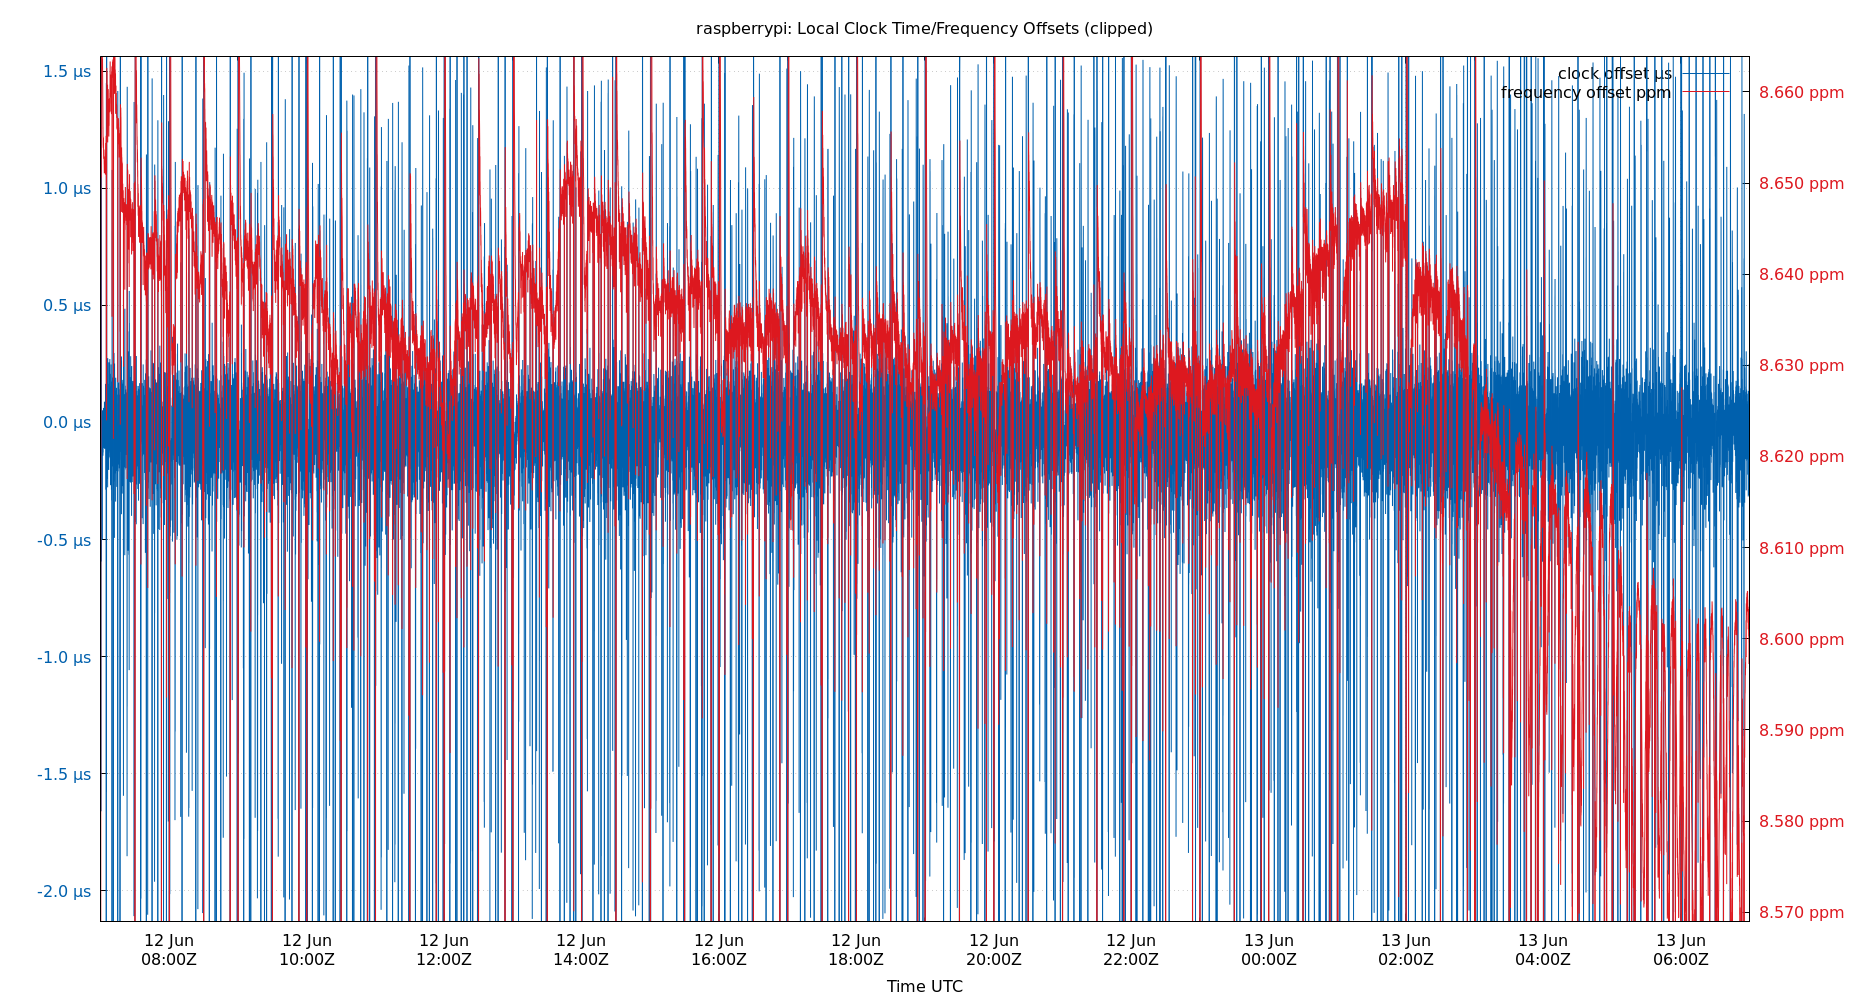 raspberrypi: Local Clock Time/Frequency Offsets (clipped)
clock offset µs
frequency offset ppm
1.5 µs
1.0 µs
0.5 µs
0.0 µs
-0.5 µs
-1.0 µs
-1.5 µs
-2.0 µs
8.660 ppm
8.650 ppm
8.640 ppm
8.630 ppm
8.620 ppm
8.610 ppm
8.600 ppm
8.590 ppm
8.580 ppm
8.570 ppm
12 Jun 12 Jun 12 Jun 12 Jun 12 Jun 12 Jun 12 Jun 12 Jun 13 Jun 13 Jun 13 Jun 13 Jun
08:00Z 10:00Z 12:00Z 14:00Z 16:00Z 18:00Z 20:00Z 22:00Z 00:00Z 02:00Z 04:00Z 06:00Z
Time UTC